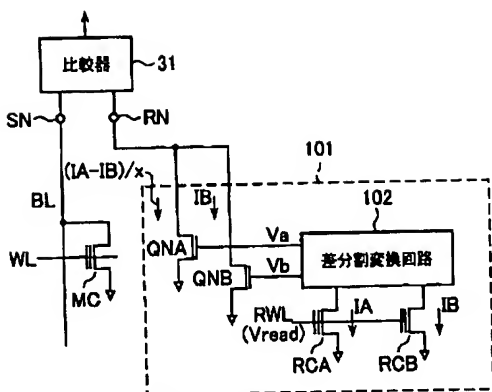 比較器
31
SN
RN
101
(IA-IB)/x
IB
102
BL
Va
QNA
差分割変換回路
Vb
WL
QNB
MC
IA
IB
RWL
(Vread)
RCA
RCB